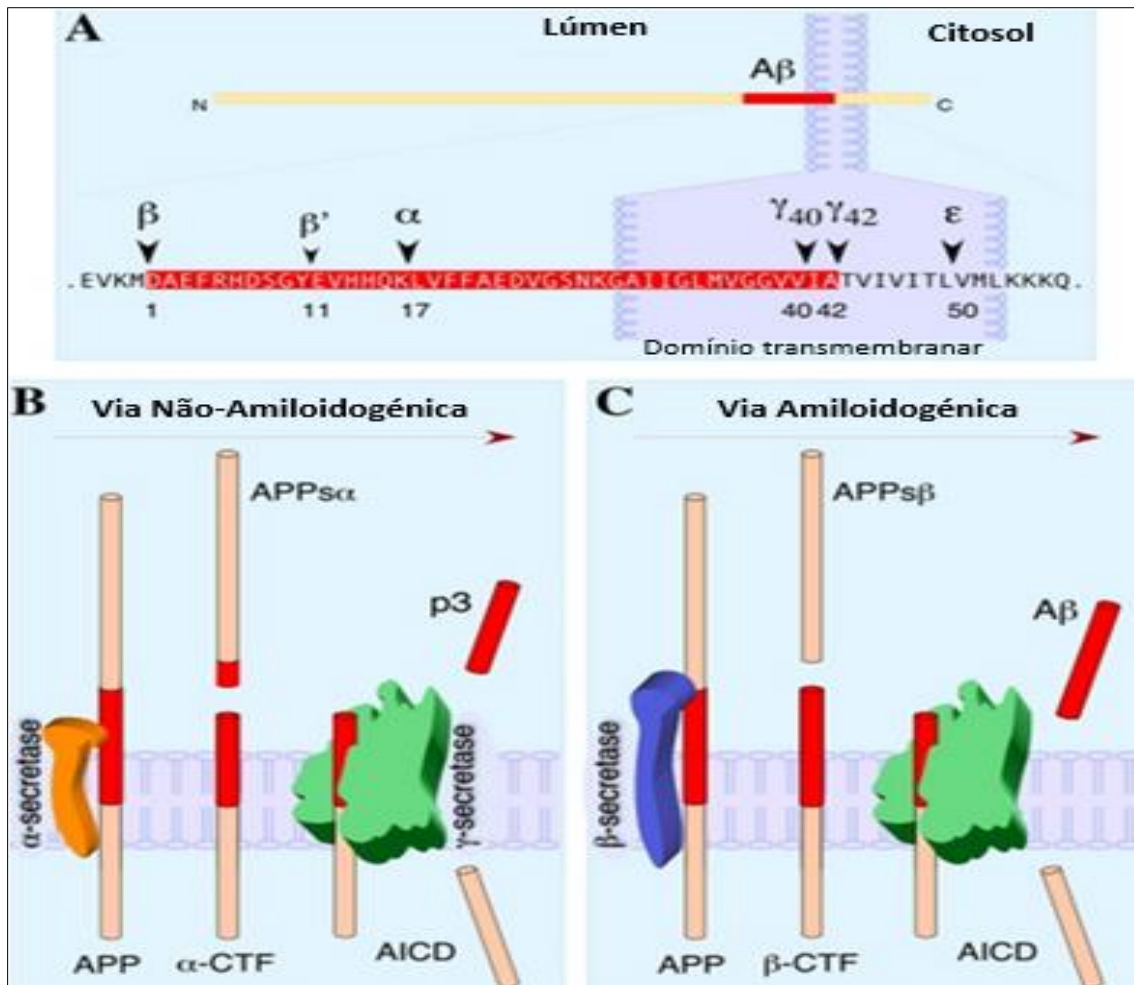 A
Lúmen
Citosol
Aβ
N
C
β
β’
α
γ40
γ42
ε
.EVKMDAEFRHDSGYEVHHQKLVFFAEDVGSNKGAIIGLMVGGVVIATVIVITLVMLKKKQ.
1
11
17
40
42
50
Domínio transmembranar
B
Via Não-Amiloidogénica
APPsα
p3
α-secretase
γ-secretase
APP
α-CTF
AICD
C
Via Amiloidogénica
APPsβ
Aβ
β-secretase
APP
β-CTF
AICD